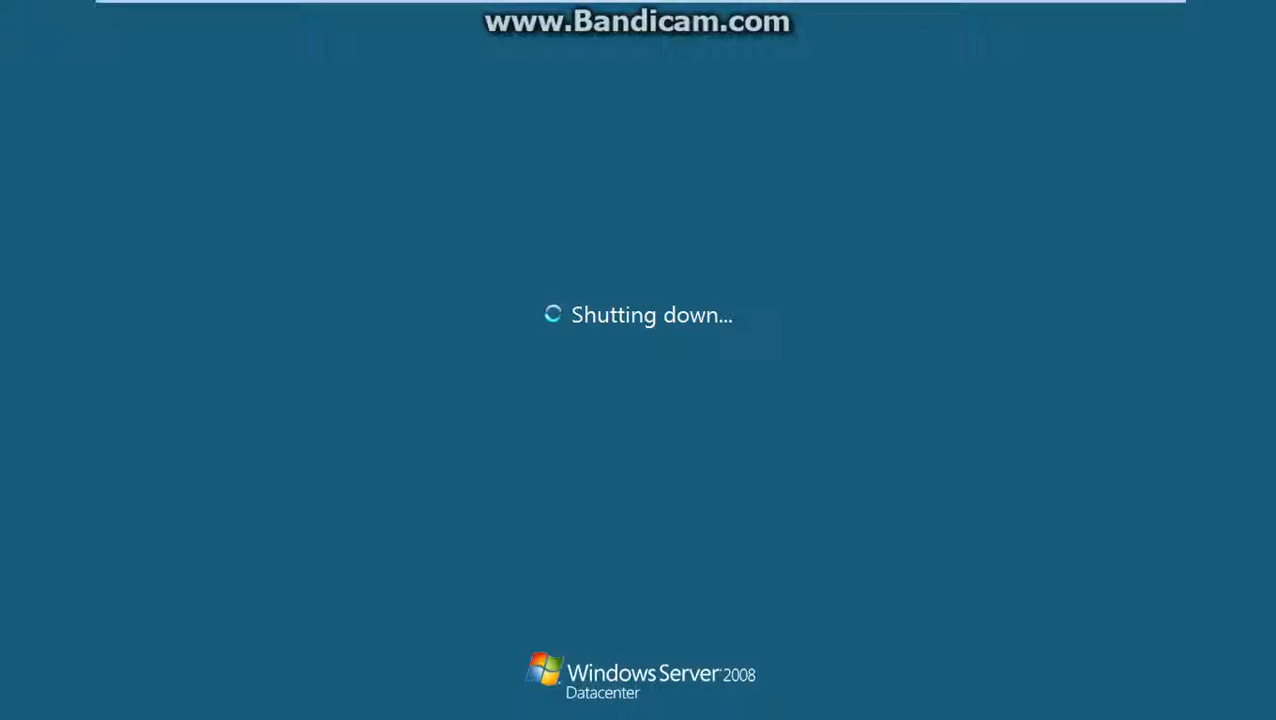 www.Bandicam.com
Shutting down...
Windows Server 2008
Datacenter